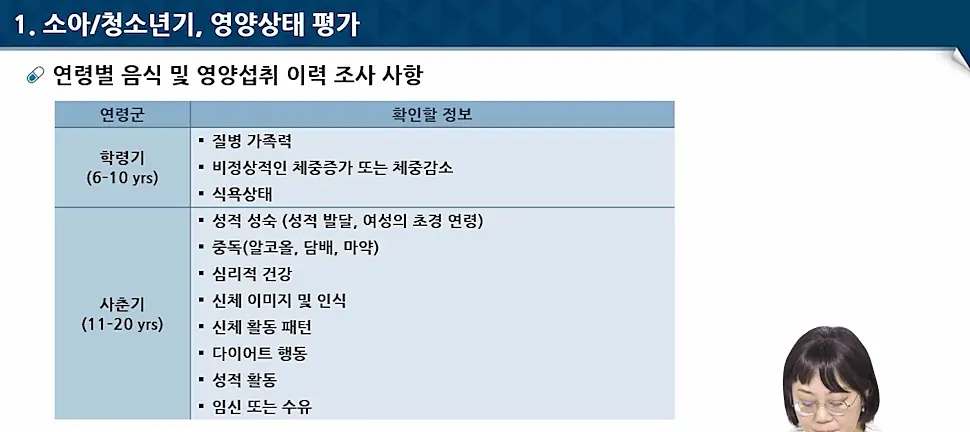 1. 소아/청소년기, 영양상태 평가
연령별 음식 및 영양섭취 이력 조사 사항
연령군
확인할 정보
학령기
(6-10 yrs)
▪ 질병 가족력
▪ 비정상적인 체중증가 또는 체중감소
▪ 식욕상태
사춘기
(11-20 yrs)
▪ 성적 성숙 (성적 발달, 여성의 초경 연령)
▪ 중독(알코올, 담배, 마약)
▪ 심리적 건강
▪ 신체 이미지 및 인식
▪ 신체 활동 패턴
▪ 다이어트 행동
▪ 성적 활동
▪ 임신 또는 수유